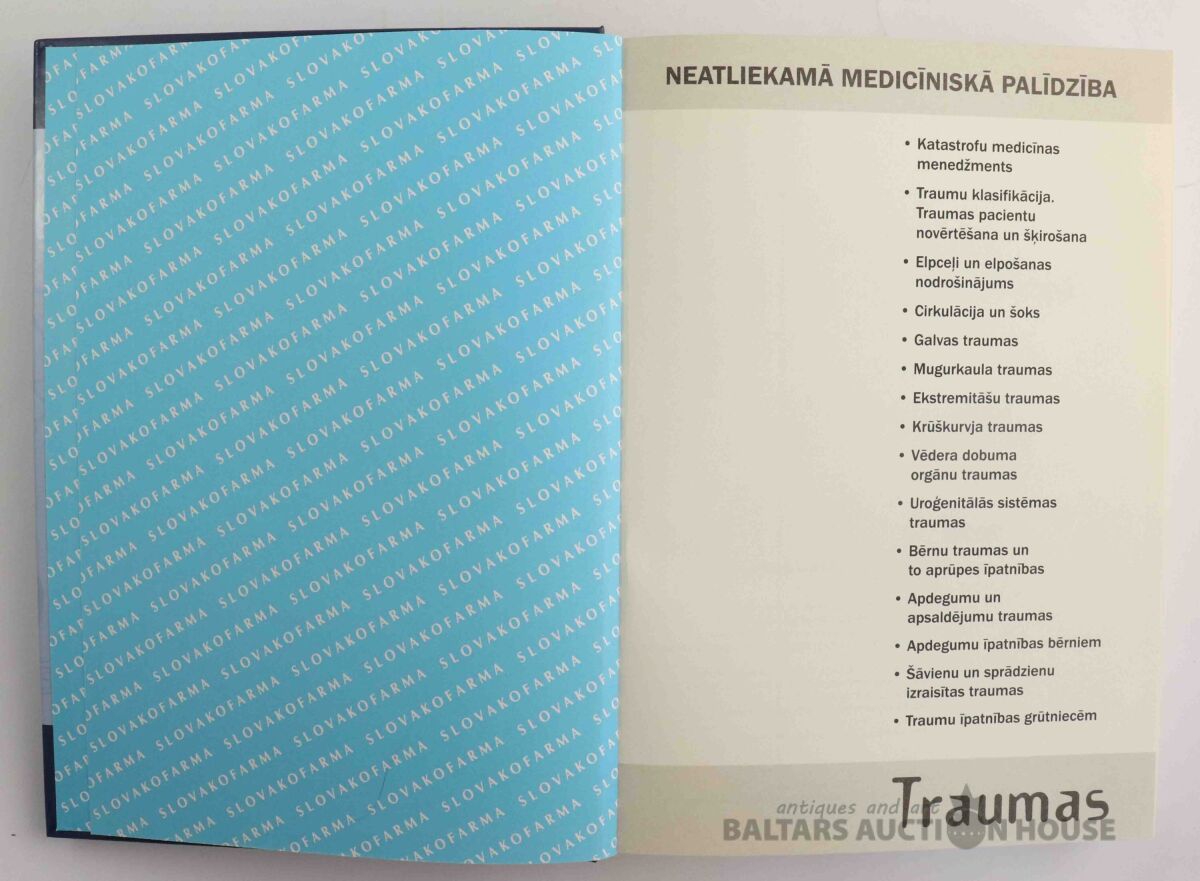 SLOVAKOFARMA SLOVAKOFARMA SLOVAKOFARMA
NEATLIEKAMĀ MEDICĪNISKĀ PALĪDZĪBA
• Katastrofu medicīnas
menedžments
• Traumu klasifikācija.
Traumas pacientu
novērtēšana un šķirošana
• Elpceļi un elpošanas
nodrošinājums
• Cirkulācija un šoks
• Galvas traumas
• Mugurkaula traumas
• Ekstremitāšu traumas
• Krūškurvja traumas
• Vēdera dobuma
orgānu traumas
• Uroģenitālās sistēmas
traumas
• Bērnu traumas un
to aprūpes īpatnības
• Apdegumu un
apsaldējumu traumas
• Apdegumu īpatnības bērniem
• Šāvienu un sprādzienu
izraisītas traumas
• Traumu īpatnības grūtniecēm
Traumas
antiques and art
BALTARS AUCTION HOUSE